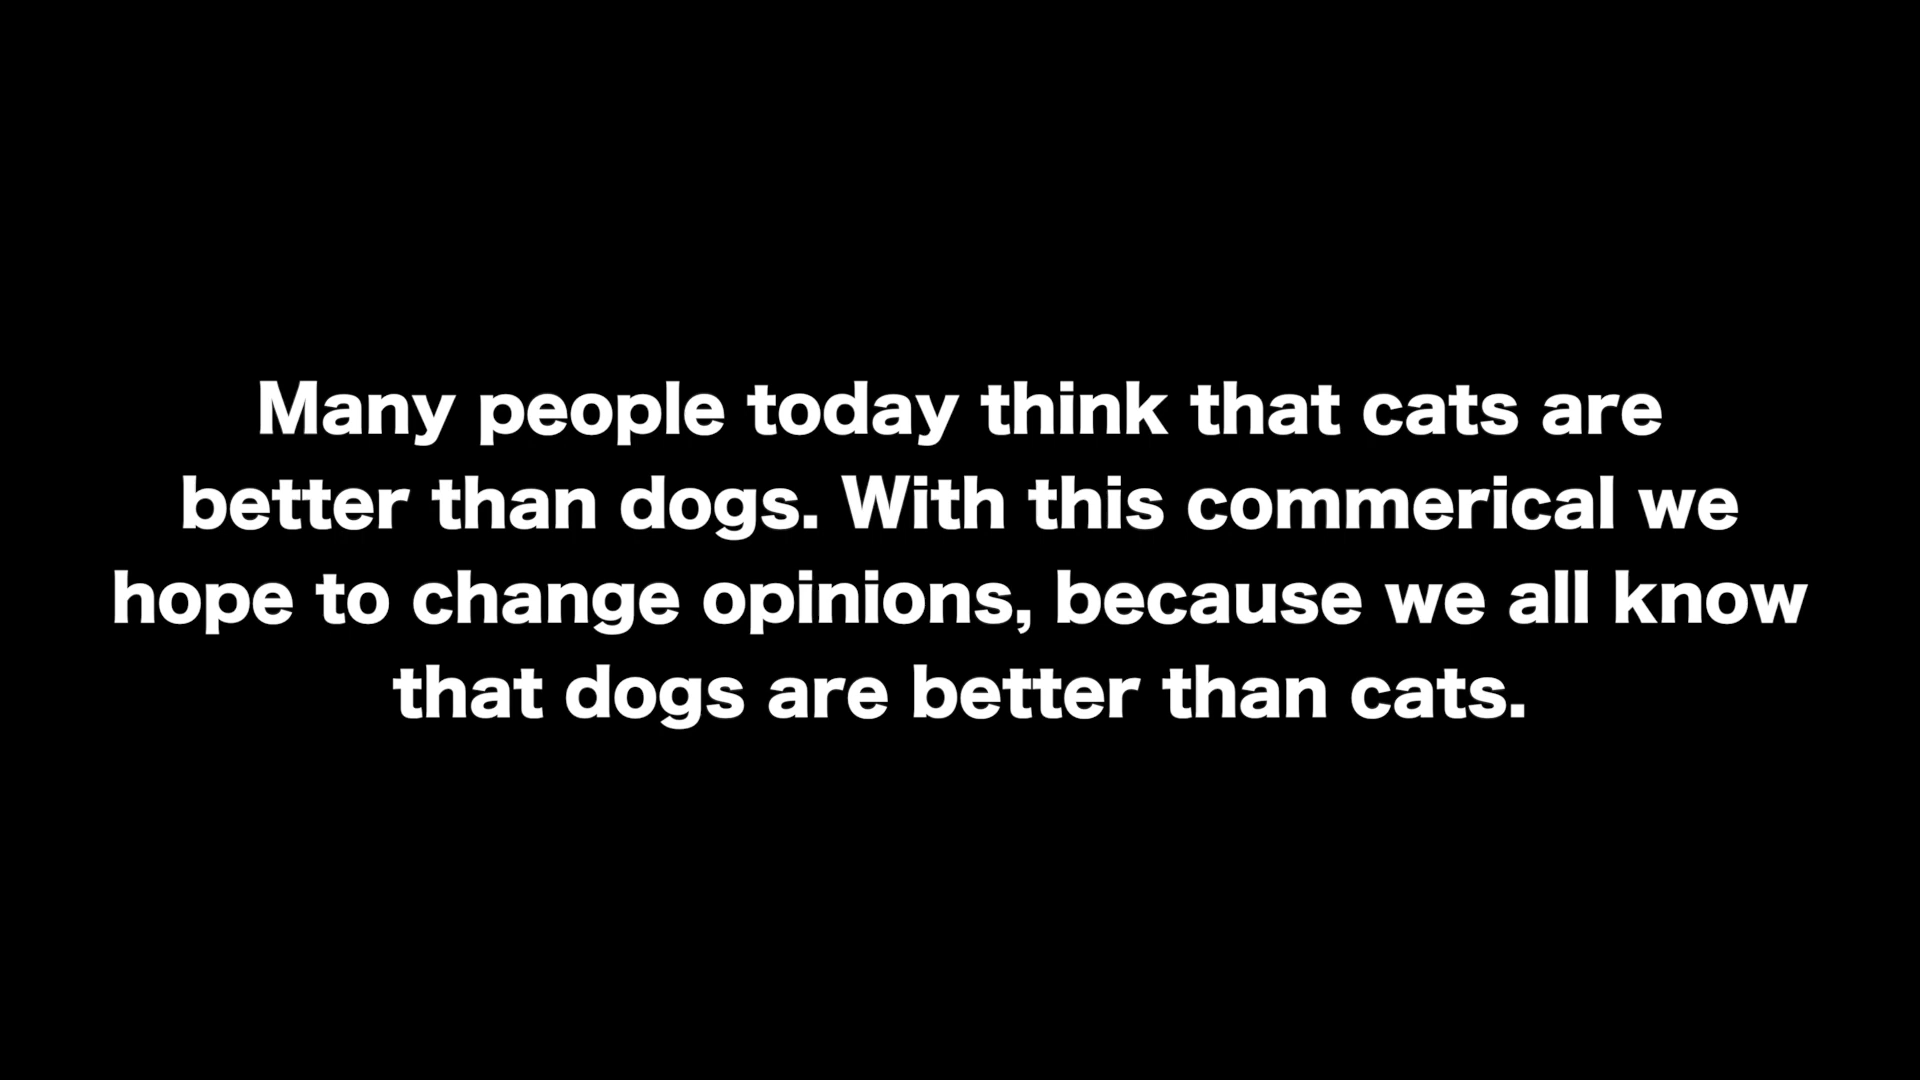 Many people today think that cats are
better than dogs. With this commerical we
hope to change opinions, because we all know
that dogs are better than cats.